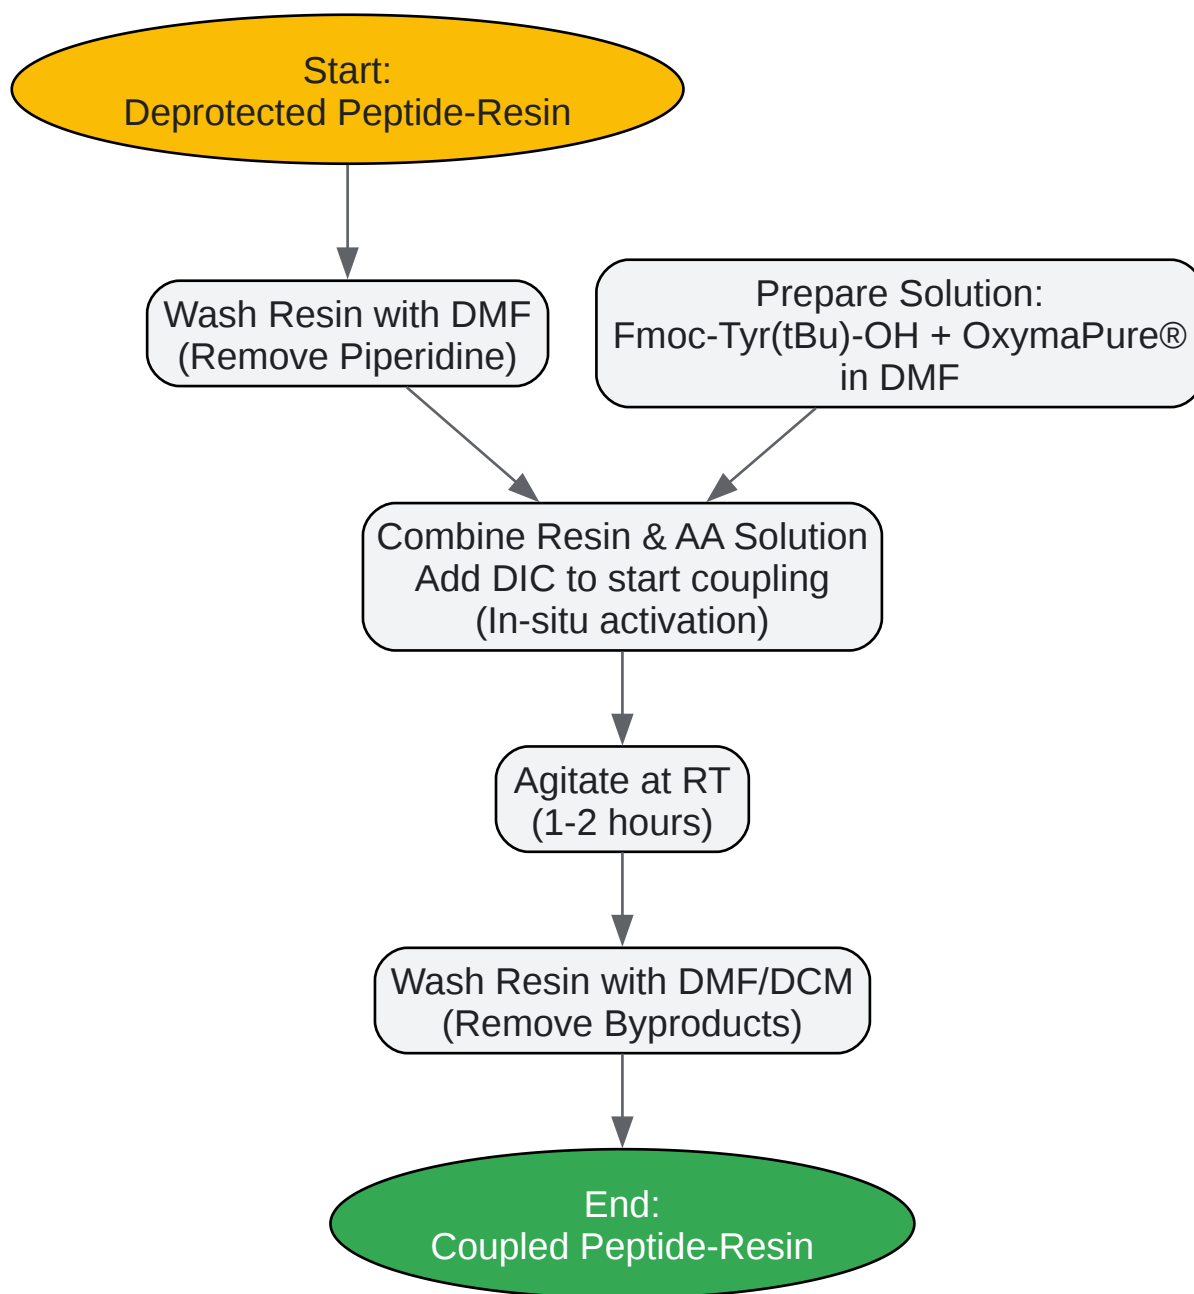 Start:
Deprotected Peptide-Resin
Wash Resin with DMF
(Remove Piperidine)
Prepare Solution:
Fmoc-Tyr(tBu)-OH + OxymaPure®
in DMF
Combine Resin & AA Solution
Add DIC to start coupling
(In-situ activation)
Agitate at RT
(1-2 hours)
Wash Resin with DMF/DCM
(Remove Byproducts)
End:
Coupled Peptide-Resin